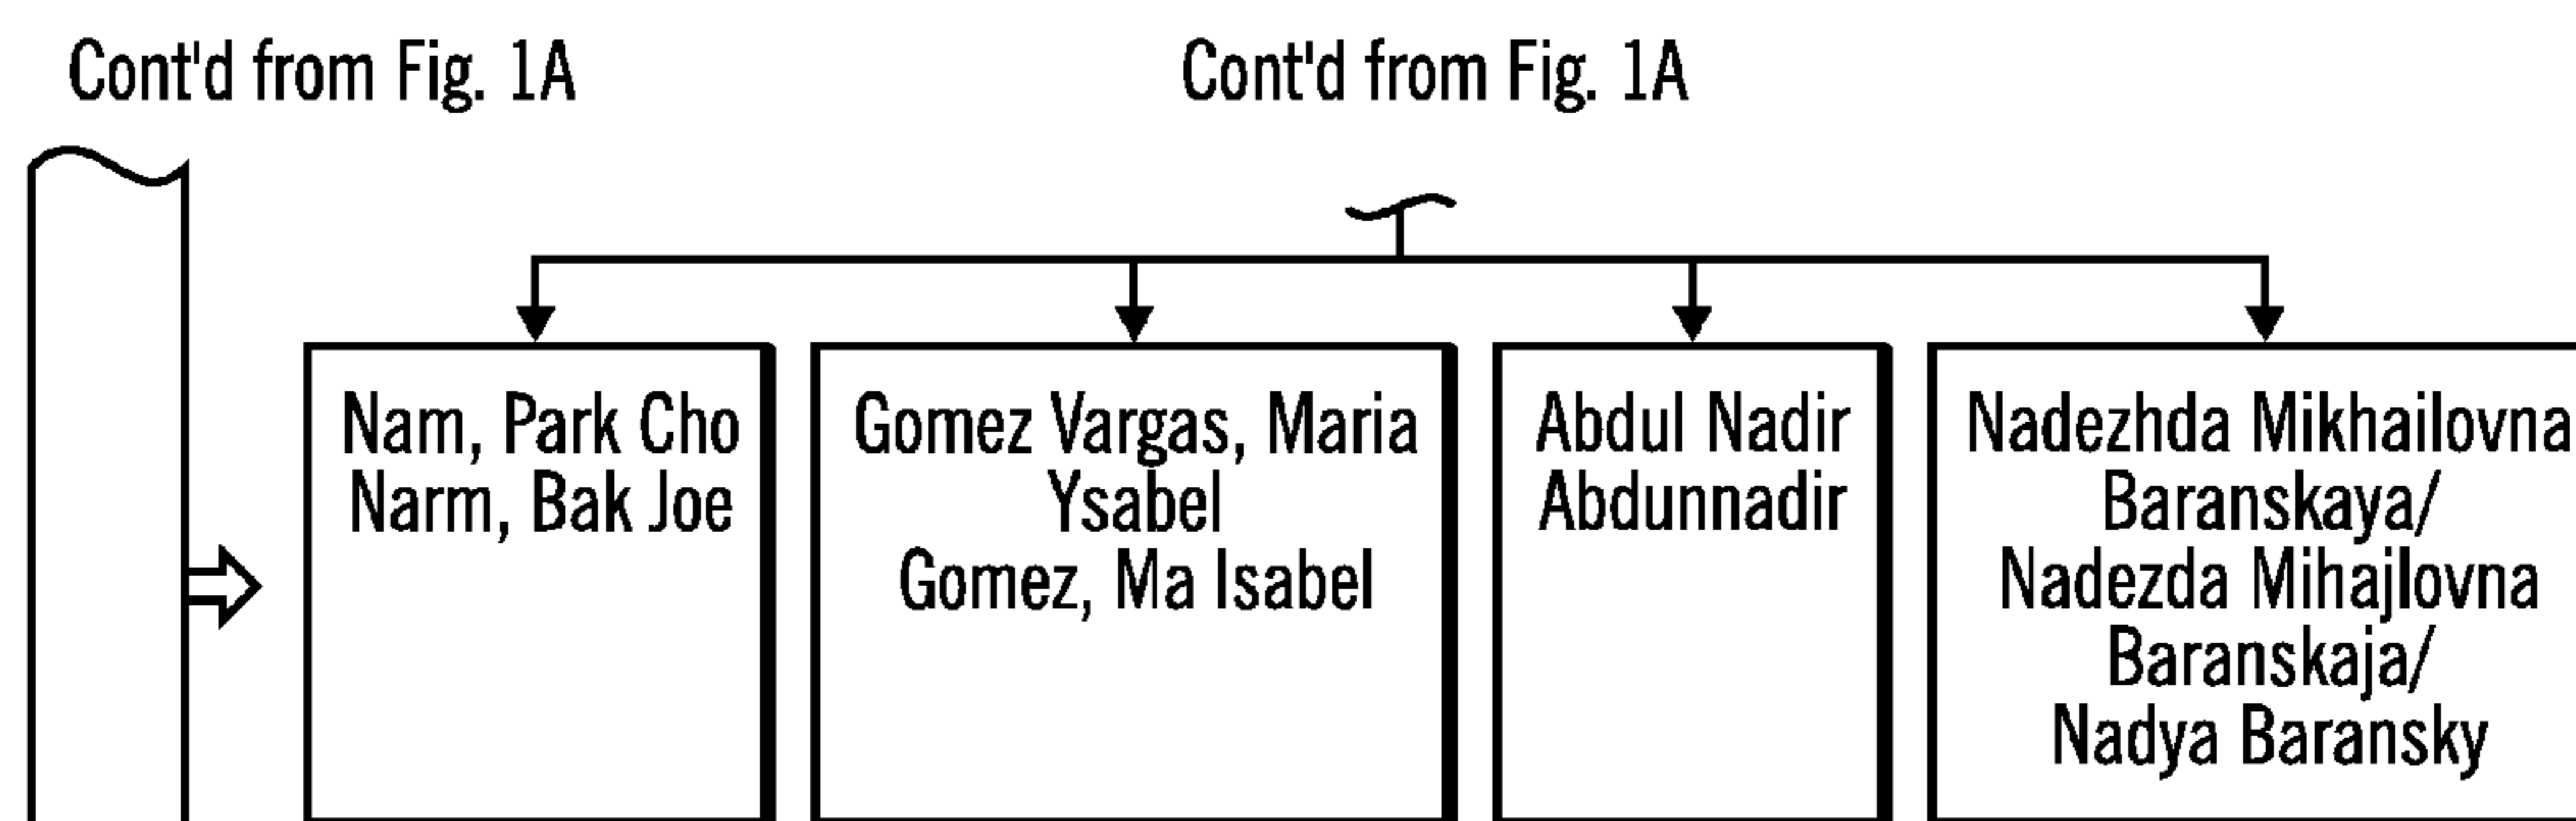 Cont'd from Fig. 1A
Cont'd from Fig. 1A
Nam, Park Cho
Narm, Bak Joe
Gomez Vargas, Maria
Ysabel
Gomez, Ma Isabel
Abdul Nadir
Abdunnadir
Nadezhda Mikhailovna
Baranskaya/
Nadezda Mihajlovna
Baranskaja/
Nadya Baransky